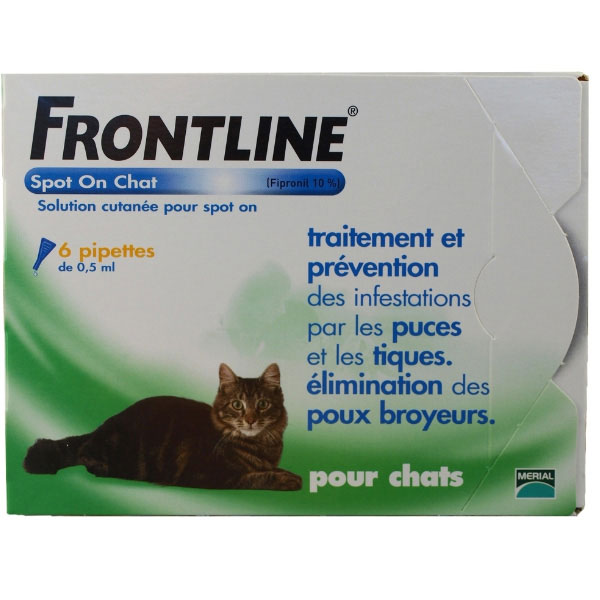 FRONTLINE®
Spot On Chat (Fipronil 10 %)
Solution cutanée pour spot on
6 pipettes
de 0,5 ml
traitement et
prévention
des infestations
par les puces
et les tiques.
élimination des
poux broyeurs.
pour chats
MERIAL